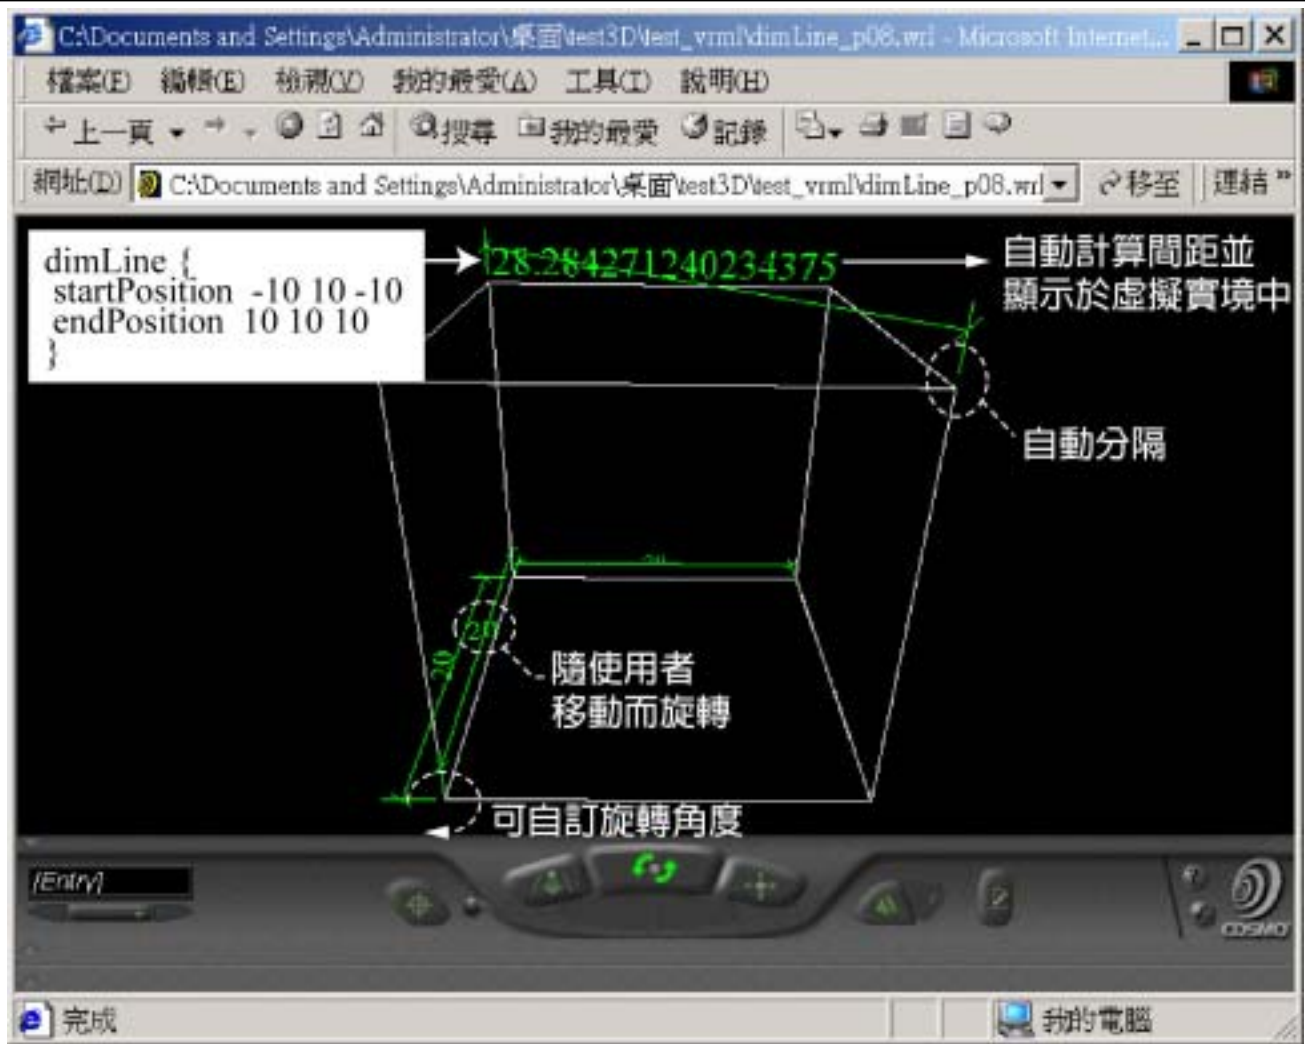 C:\Documents and Settings\Administrator\桌面\test3D\test_vrml\dimLine_p08.wrl - Microsoft Internet...
檔案(F) 編輯(E) 檢視(V) 我的最愛(A) 工具(T) 說明(H)
上一頁 搜尋 我的最愛 記錄
網址(D) C:\Documents and Settings\Administrator\桌面\test3D\test_vrml\dimLine_p08.wrl 移至 連結 »
dimLine {
startPosition -10 10 -10
endPosition 10 10 10
}
28.284271240234375
自動計算間距並
顯示於虛擬實境中
自動分隔
20
20
20
隨使用者
移動而旋轉
可自訂旋轉角度
[Entry]
COSMO
完成
我的電腦